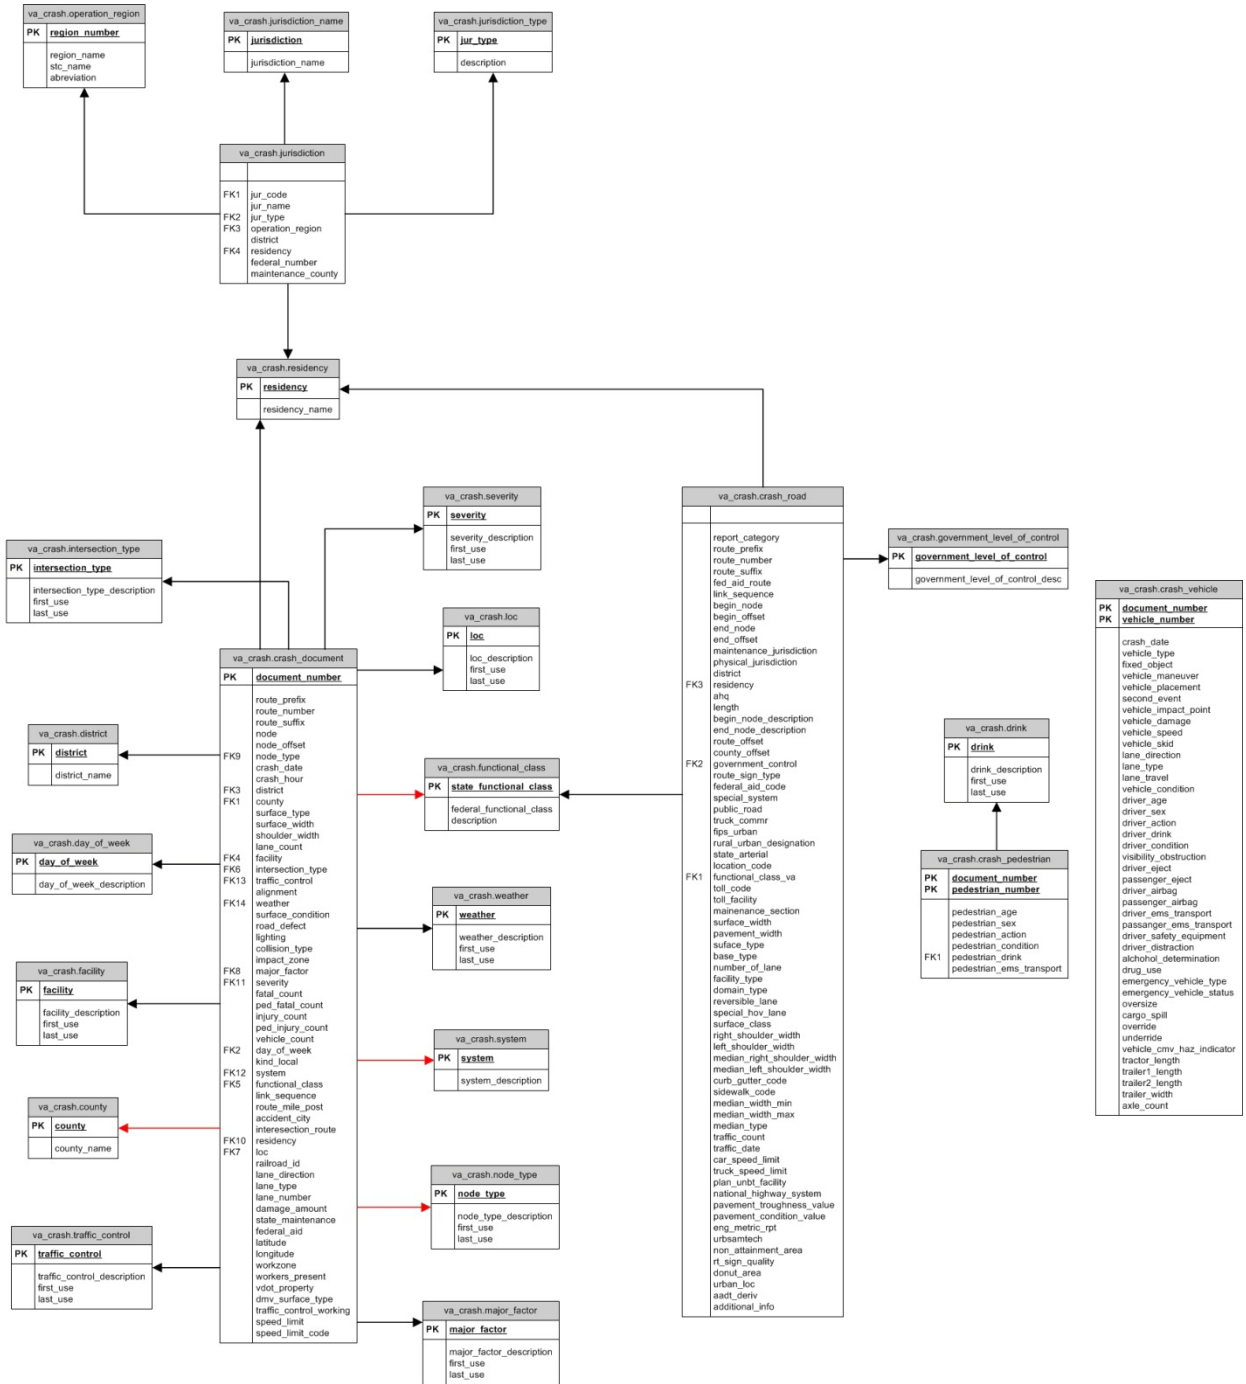 va_crash.operation_region
PK region_number
region_name
stc_name
abreviation
va_crash.jurisdiction_name
PK jurisdiction
jurisdiction_name
va_crash.jurisdiction_type
PK jur_type
description
va_crash.jurisdiction
FK1 jur_code
jur_name
FK2 jur_type
FK3 operation_region
district
FK4 residency
federal_number
maintenance_county
va_crash.residency
PK residency
residency_name
va_crash.severity
PK severity
severity_description
first_use
last_use
va_crash.intersection_type
PK intersection_type
intersection_type_description
first_use
last_use
va_crash.loc
PK loc
loc_description
first_use
last_use
va_crash.crash_document
PK document_number
route_prefix
route_number
route_suffix
node
node_offset
FK9 node_type
crash_date
crash_hour
FK3 district
FK1 county
surface_type
surface_width
shoulder_width
lane_count
FK4 facility
FK6 intersection_type
FK13 traffic_control
alignment
FK14 weather
surface_condition
road_defect
lighting
collision_type
impact_zone
FK8 major_factor
FK11 severity
fatal_count
ped_fatal_count
injury_count
ped_injury_count
vehicle_count
FK2 day_of_week
kind_local
FK12 system
FK5 functional_class
link_sequence
route_mile_post
accident_city
interesection_route
FK10 residency
FK7 loc
railroad_id
lane_direction
lane_type
lane_number
damage_amount
state_maintenance
federal_aid
latitude
longitude
workzone
workers_present
vdot_property
dmv_surface_type
traffic_control_working
speed_limit
speed_limit_code
va_crash.district
PK district
district_name
va_crash.day_of_week
PK day_of_week
day_of_week_description
va_crash.facility
PK facility
facility_description
first_use
last_use
va_crash.county
PK county
county_name
va_crash.traffic_control
PK traffic_control
traffic_control_description
first_use
last_use
va_crash.functional_class
PK state_functional_class
federal_functional_class
description
va_crash.weather
PK weather
weather_description
first_use
last_use
va_crash.system
PK system
system_description
va_crash.node_type
PK node_type
node_type_description
first_use
last_use
va_crash.major_factor
PK major_factor
major_factor_description
first_use
last_use
va_crash.crash_road
report_category
route_prefix
route_number
route_suffix
fed_aid_route
link_sequence
begin_node
begin_offset
end_node
end_offset
maintenance_jurisdiction
physical_jurisdiction
district
FK3 residency
ahq
length
begin_node_description
end_node_description
route_offset
county_offset
FK2 government_control
route_sign_type
federal_aid_code
special_system
public_road
truck_commr
fips_urban
rural_urban_designation
state_arterial
location_code
FK1 functional_class_va
toll_code
toll_facility
mainenance_section
surface_width
pavement_width
suface_type
base_type
number_of_lane
facility_type
domain_type
reversible_lane
special_hov_lane
surface_class
right_shoulder_width
left_shoulder_width
median_right_shoulder_width
median_left_shoulder_width
curb_gutter_code
sidewalk_code
median_width_min
median_width_max
median_type
traffic_count
traffic_date
car_speed_limit
truck_speed_limit
plan_unbt_facility
national_highway_system
pavement_troughness_value
pavement_condition_value
eng_metric_rpt
urbsamtech
non_attainment_area
rt_sign_quality
donut_area
urban_loc
aadt_deriv
additional_info
va_crash.government_level_of_control
PK government_level_of_control
government_level_of_control_desc
va_crash.drink
PK drink
drink_description
first_use
last_use
va_crash.crash_pedestrian
PK document_number
PK pedestrian_number
pedestrian_age
pedestrian_sex
pedestrian_action
pedestrian_condition
FK1 pedestrian_drink
pedestrian_ems_transport
va_crash.crash_vehicle
PK document_number
PK vehicle_number
crash_date
vehicle_type
fixed_object
vehicle_maneuver
vehicle_placement
second_event
vehicle_impact_point
vehicle_damage
vehicle_speed
vehicle_skid
lane_direction
lane_type
lane_travel
vehicle_condition
driver_age
driver_sex
driver_action
driver_drink
driver_condition
visibility_obstruction
driver_eject
passenger_eject
driver_airbag
passenger_airbag
driver_ems_transport
passanger_ems_transport
driver_safety_equipment
driver_distraction
alchohol_determination
drug_use
emergency_vehicle_type
emergency_vehicle_status
oversize
cargo_spill
override
underride
vehicle_cmv_haz_indicator
tractor_length
trailer1_length
trailer2_length
trailer_width
axle_count